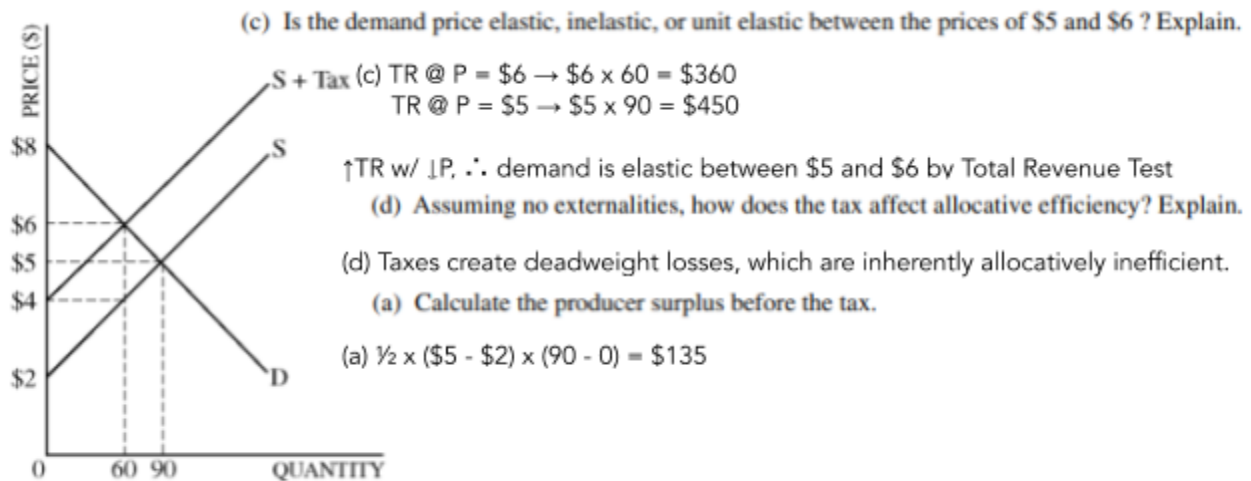 (c) Is the demand price elastic, inelastic, or unit elastic between the prices of $5 and $6 ? Explain.
PRICE ($)
S + Tax
(c) TR @ P = $6 → $6 x 60 = $360
TR @ P = $5 → $5 x 90 = $450
$8
S
↑TR w/ ↓P, ∴ demand is elastic between $5 and $6 by Total Revenue Test
(d) Assuming no externalities, how does the tax affect allocative efficiency? Explain.
$6
$5
(d) Taxes create deadweight losses, which are inherently allocatively inefficient.
$4
(a) Calculate the producer surplus before the tax.
(a) ½ x ($5 - $2) x (90 - 0) = $135
$2
D
0
60
90
QUANTITY